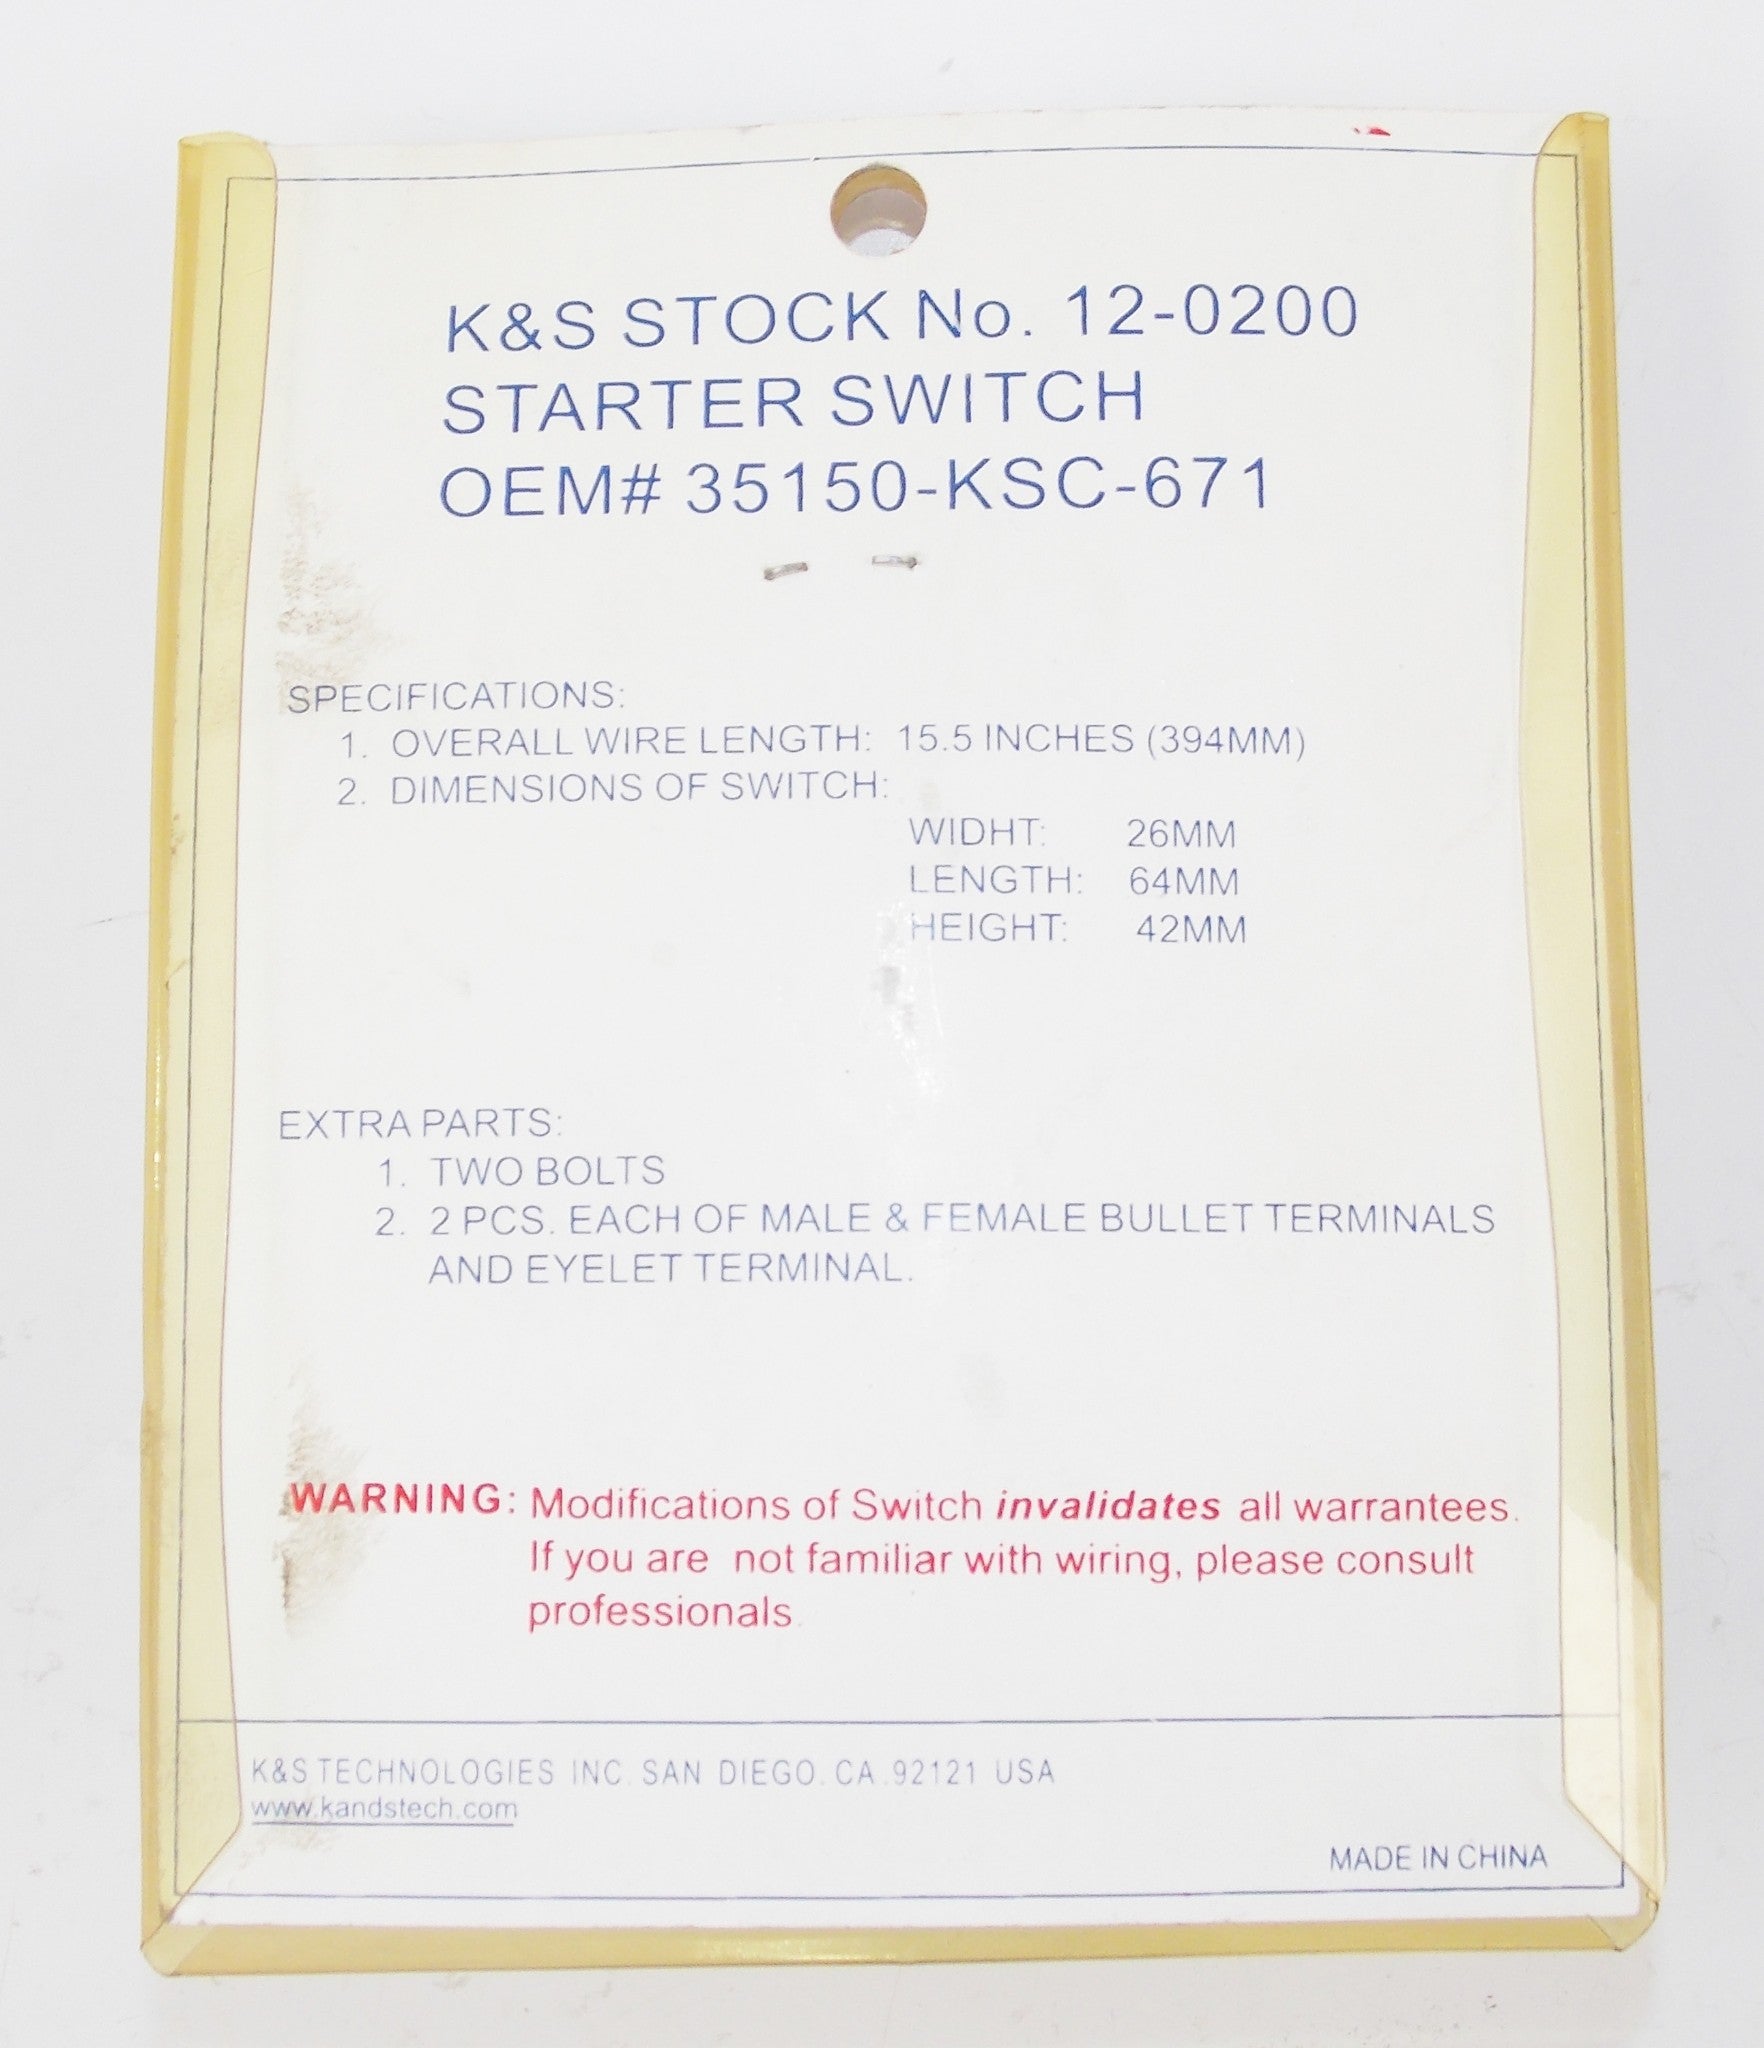 K&S STOCK No. 12-0200
STARTER SWITCH
OEM# 35150-KSC-671
SPECIFICATIONS:
1. OVERALL WIRE LENGTH: 15.5 INCHES (394MM)
2. DIMENSIONS OF SWITCH:
WIDHT: 26MM
LENGTH: 64MM
HEIGHT: 42MM
EXTRA PARTS:
1. TWO BOLTS
2. 2 PCS. EACH OF MALE & FEMALE BULLET TERMINALS
AND EYELET TERMINAL.
WARNING: Modifications of Switch invalidates all warrantees.
If you are not familiar with wiring, please consult
professionals.
K&S TECHNOLOGIES INC. SAN DIEGO. CA.92121 USA
www.kandstech.com
MADE IN CHINA